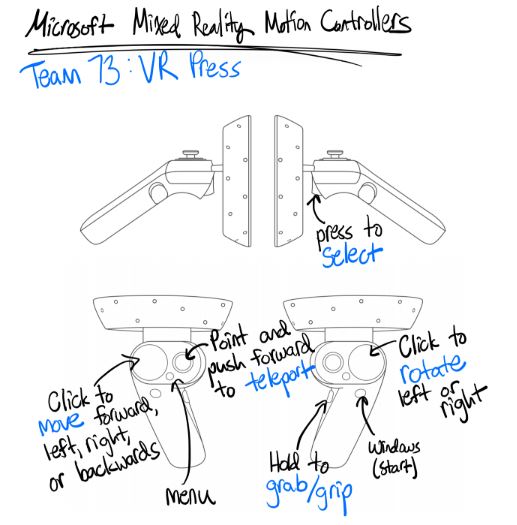 Microsoft Mixed Reality Motion Controllers
Team 73: VR Press
press to
Select
Point and
push forward
to teleport
Click to
rotate
left or
right
Click to
move forward,
left, right,
or backwards
menu
Hold to
grab/grip
Windows
(Start)